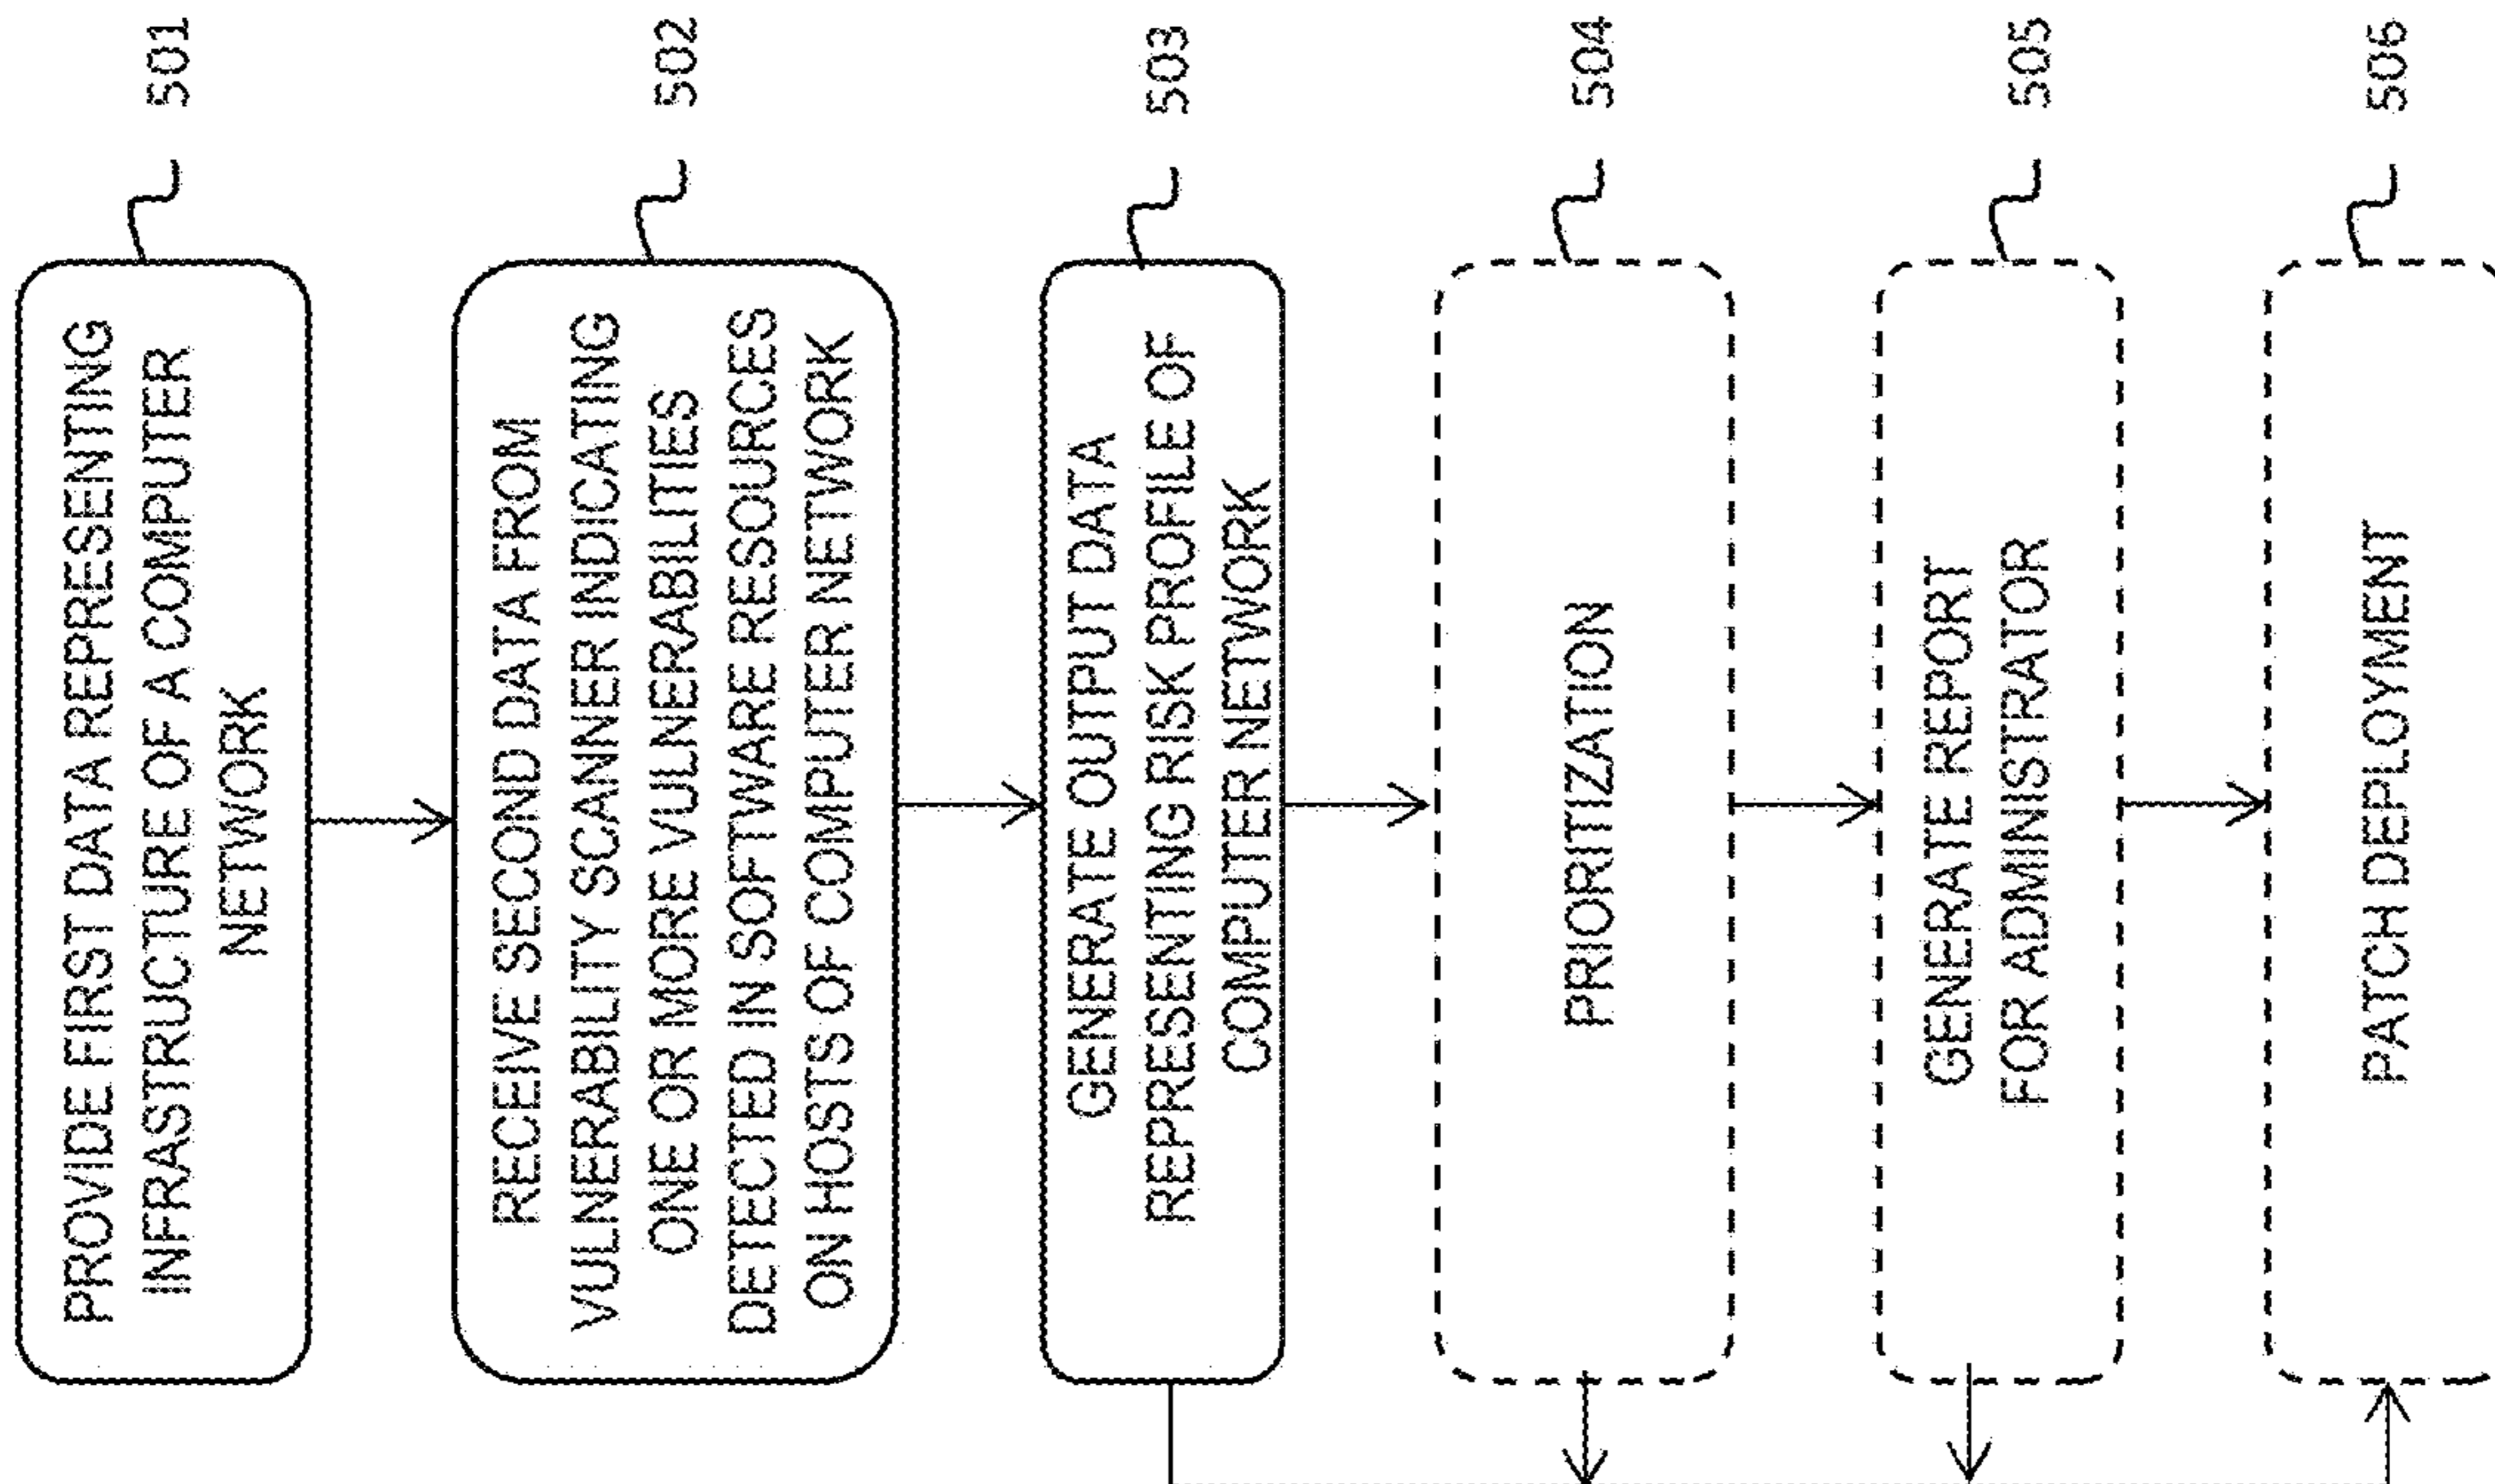 PROVIDE FIRST DATA REPRESENTING
INFRASTRUCTURE OF A COMPUTER
NETWORK
501
RECEIVE SECOND DATA FROM
VULNERABILITY SCANNER INDICATING
ONE OR MORE VULNERABILITIES
DETECTED IN SOFTWARE RESOURCES
ON HOSTS OF COMPUTER NETWORK
502
GENERATE OUTPUT DATA
REPRESENTING RISK PROFILE OF
COMPUTER NETWORK
503
PRIORITIZATION
504
GENERATE REPORT
FOR ADMINISTRATOR
505
PATCH DEPLOYMENT
506